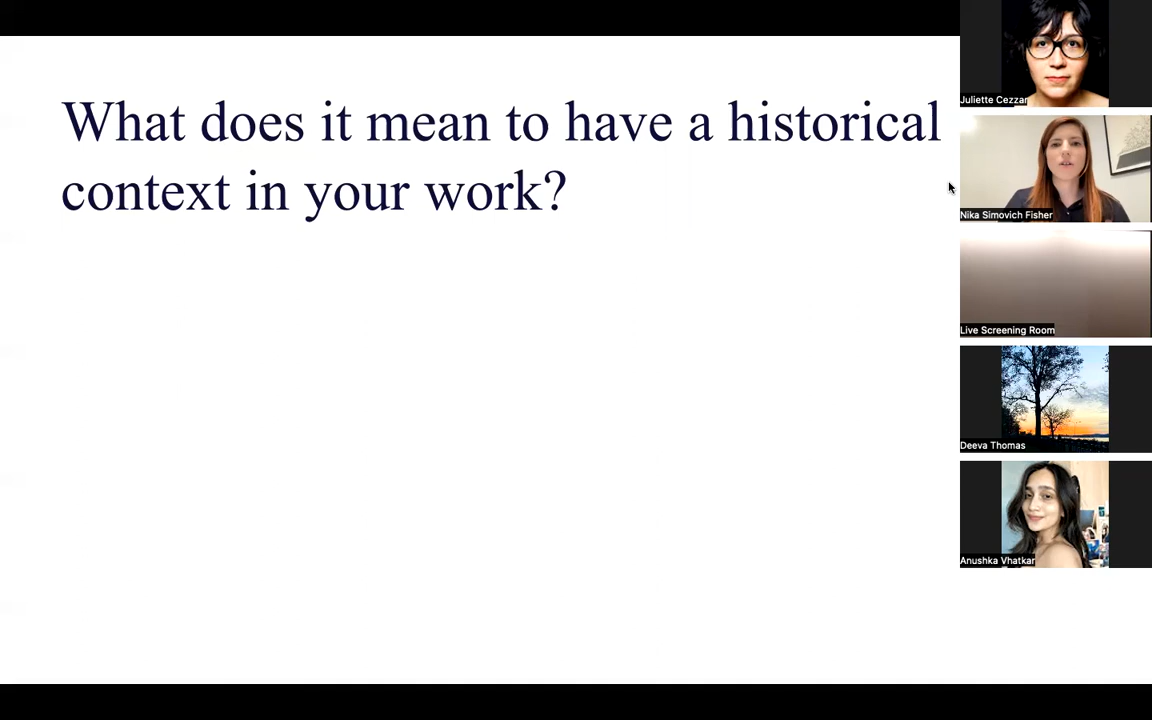 What does it mean to have a historical
context in your work?
Juliette Cezzar
Nika Simovich Fisher
Live Screening Room
Deeva Thomas
Anushka Vhatkar